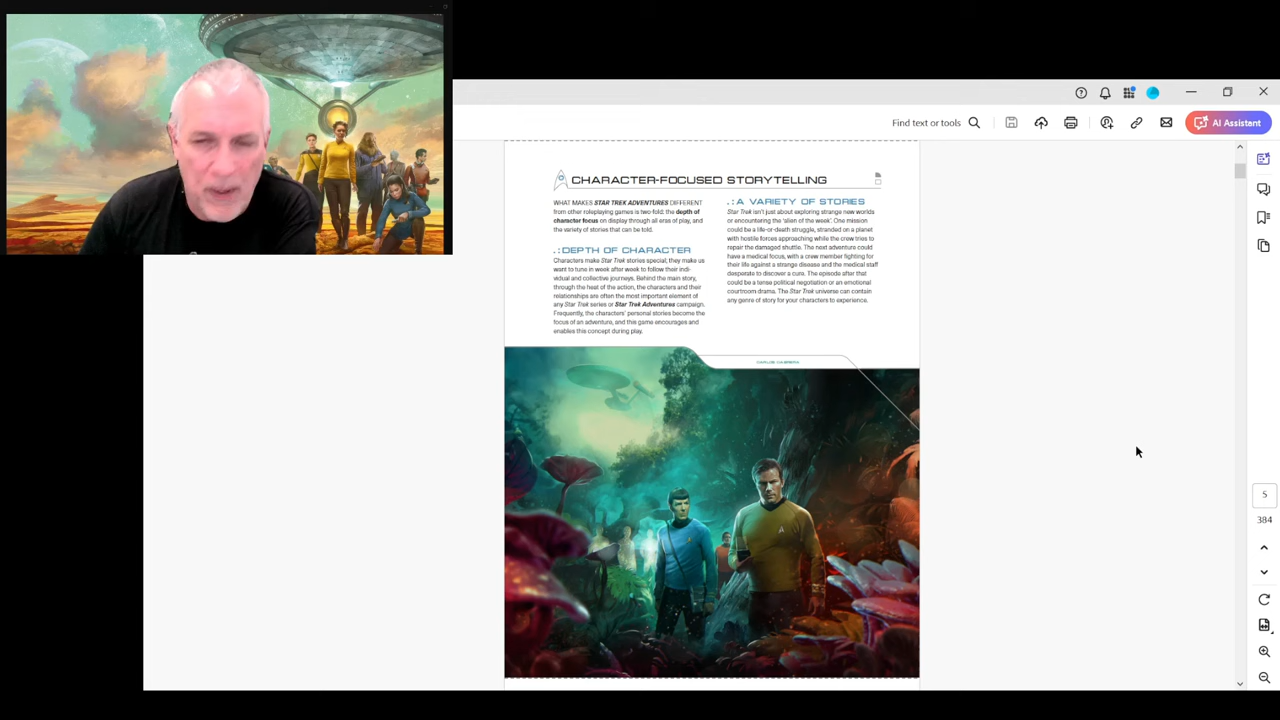 Find text or tools
AI Assistant
CHARACTER-FOCUSED STORYTELLING
WHAT MAKES STAR TREK ADVENTURES DIFFERENT
from other roleplaying games is two-fold: the depth of
character focus on display through all eras of play, and
the variety of stories that can be told.
.:DEPTH OF CHARACTER
Characters make Star Trek stories special; they make us
want to tune in week after week to follow their indi-
vidual and collective journeys. Behind the main story,
through the heat of the action, the characters and their
relationships are often the most important element of
any Star Trek series or Star Trek Adventures campaign.
Frequently, the characters' personal stories become the
focus of an adventure, and this game encourages and
enables this concept during play.
.:A VARIETY OF STORIES
Star Trek isn't just about exploring strange new worlds
or encountering the 'alien of the week'. One mission
could be a life-or-death struggle, stranded on a planet
with hostile forces approaching while the crew tries to
repair the damaged shuttle. The next adventure could
have a medical focus, with a crew member fighting for
their life against a strange disease and the medical staff
desperate to discover a cure. The episode after that
could be a tense political negotiation or an emotional
courtroom drama. The Star Trek universe can contain
any genre of story for your characters to experience.
CARLOS CABRERA
5
384